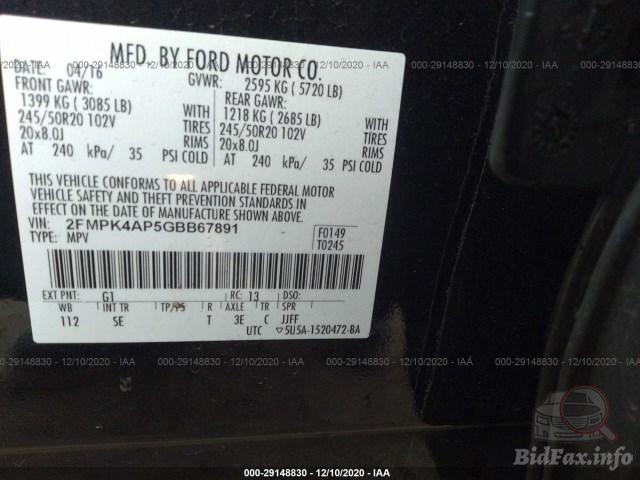 MFD. BY FORD MOTOR CO.
DATE: 04/16 GVWR: 2595 KG ( 5720 LB)
FRONT GAWR: REAR GAWR:
1399 KG ( 3085 LB) WITH 1218 KG ( 2685 LB) WITH
245/50R20 102V TIRES 245/50R20 102V TIRES
20x8.0J RIMS 20x8.0J RIMS
AT 240 kPa/ 35 PSI COLD AT 240 kPa/ 35 PSI COLD
THIS VEHICLE CONFORMS TO ALL APPLICABLE FEDERAL MOTOR
VEHICLE SAFETY AND THEFT PREVENTION STANDARDS IN
EFFECT ON THE DATE OF MANUFACTURE SHOWN ABOVE.
VIN: 2FMPK4AP5GBB67891 F0149
TYPE: MPV T0245
EXT PNT: G1 RC: 13 DSO:
WB INT TR TP/PS R AXLE TR SPR
112 SE T 3E C JJFF
UTC ▽5U5A-1520472-BA
000-29148830 - 12/10/2020 - IAA
BidFax.info